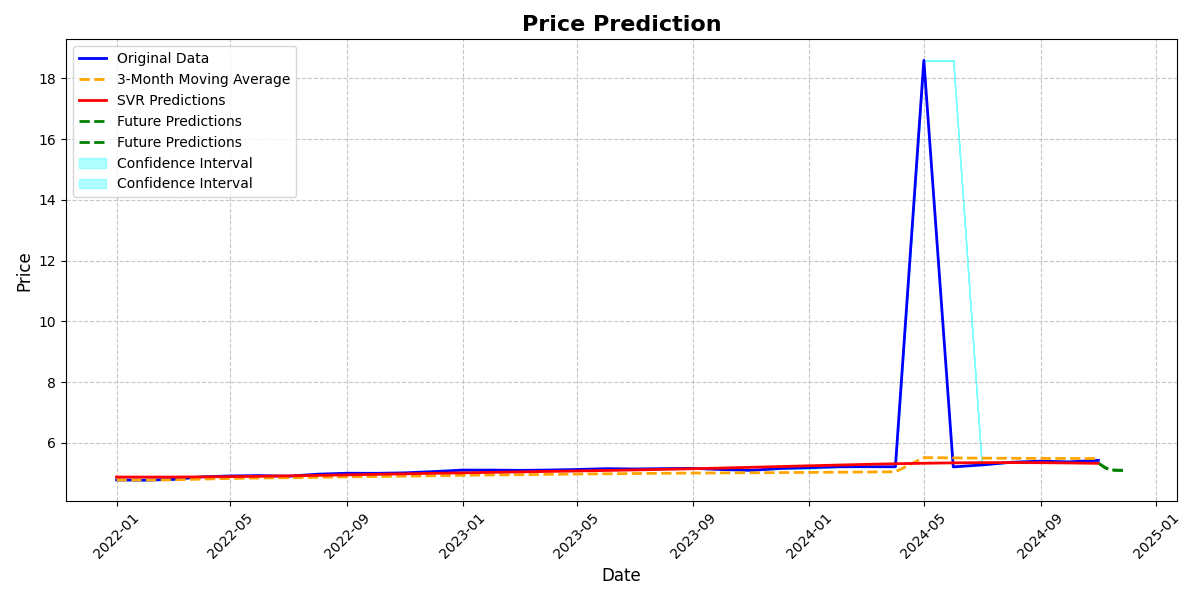 Price Prediction
Original Data
3-Month Moving Average
SVR Predictions
Future Predictions
Future Predictions
Confidence Interval
Confidence Interval
Price
18
16
14
12
10
8
6
2022-01
2022-05
2022-09
2023-01
2023-05
2023-09
2024-01
2024-05
2024-09
2025-01
Date